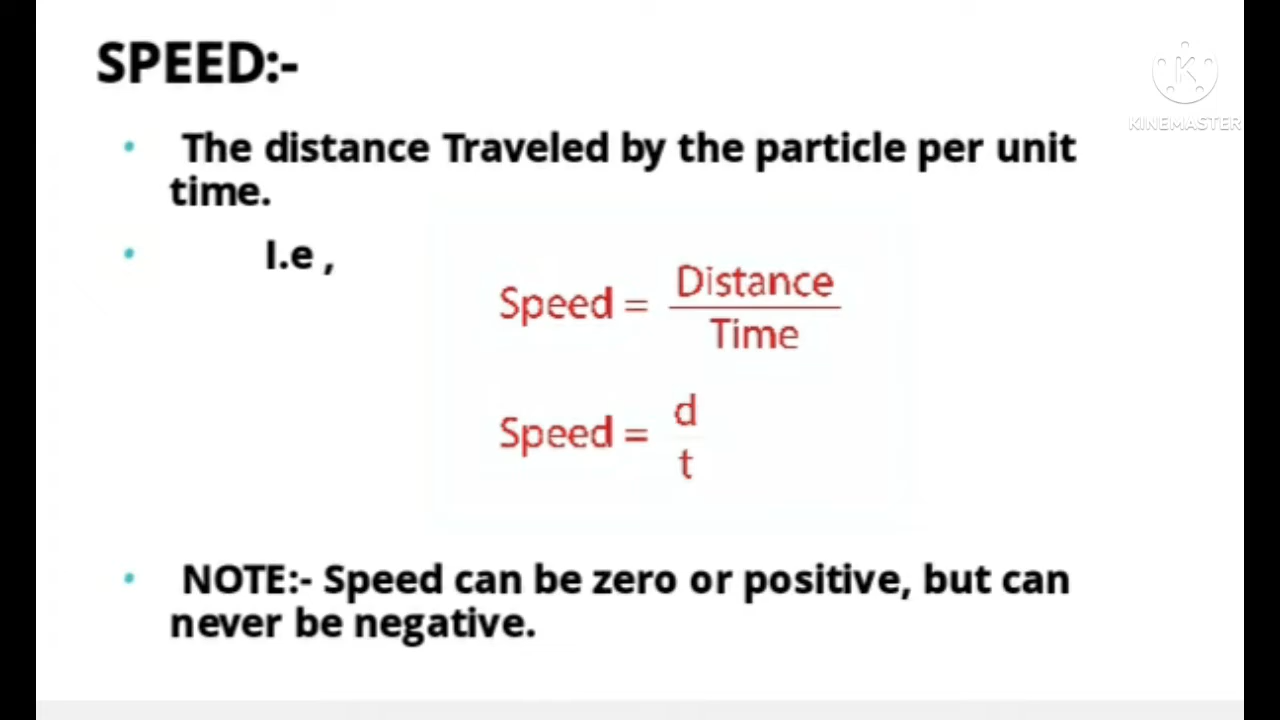 SPEED:-
KINEMASTER
• The distance Traveled by the particle per unit
time.
• I.e ,
Speed = Distance
Time
Speed = d
t
• NOTE:- Speed can be zero or positive, but can
never be negative.